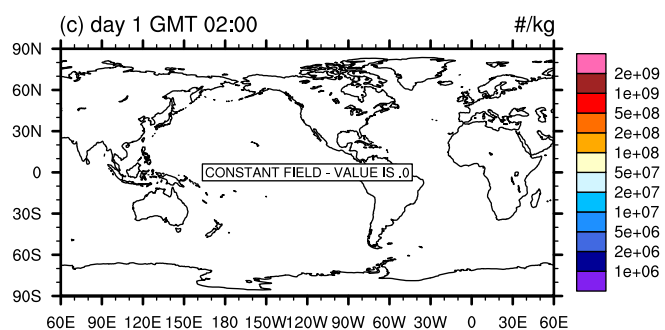 (c) day 1 GMT 02:00 #/kg
90N
60N
30N
0
30S
60S
90S
CONSTANT FIELD - VALUE IS .0
60E 90E 120E 150E 180 150W 120W 90W 60W 30W 0 30E 60E
2e+09
1e+09
5e+08
2e+08
1e+08
5e+07
2e+07
1e+07
5e+06
2e+06
1e+06